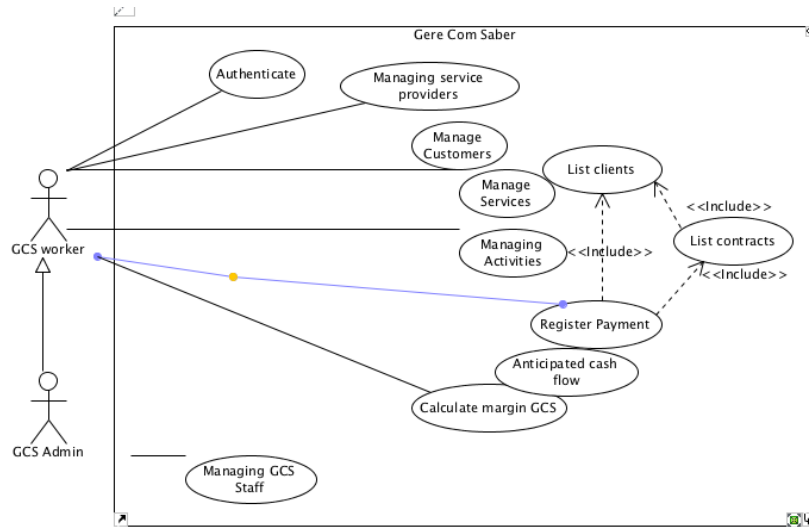 Gere Com Saber
Authenticate
Managing service
providers
Manage
Customers
List clients
Manage
Services
<<Include>>
GCS worker
Managing
Activities
<<Include>>
List contracts
<<Include>>
Register Payment
Anticipated cash
flow
Calculate margin GCS
GCS Admin
Managing GCS
Staff